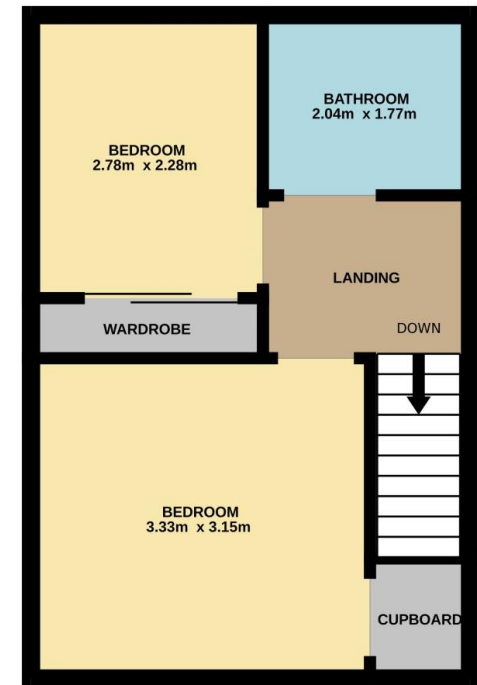 BATHROOM
2.04m x 1.77m
BEDROOM
2.78m x 2.28m
LANDING
DOWN
WARDROBE
BEDROOM
3.33m x 3.15m
CUPBOARD